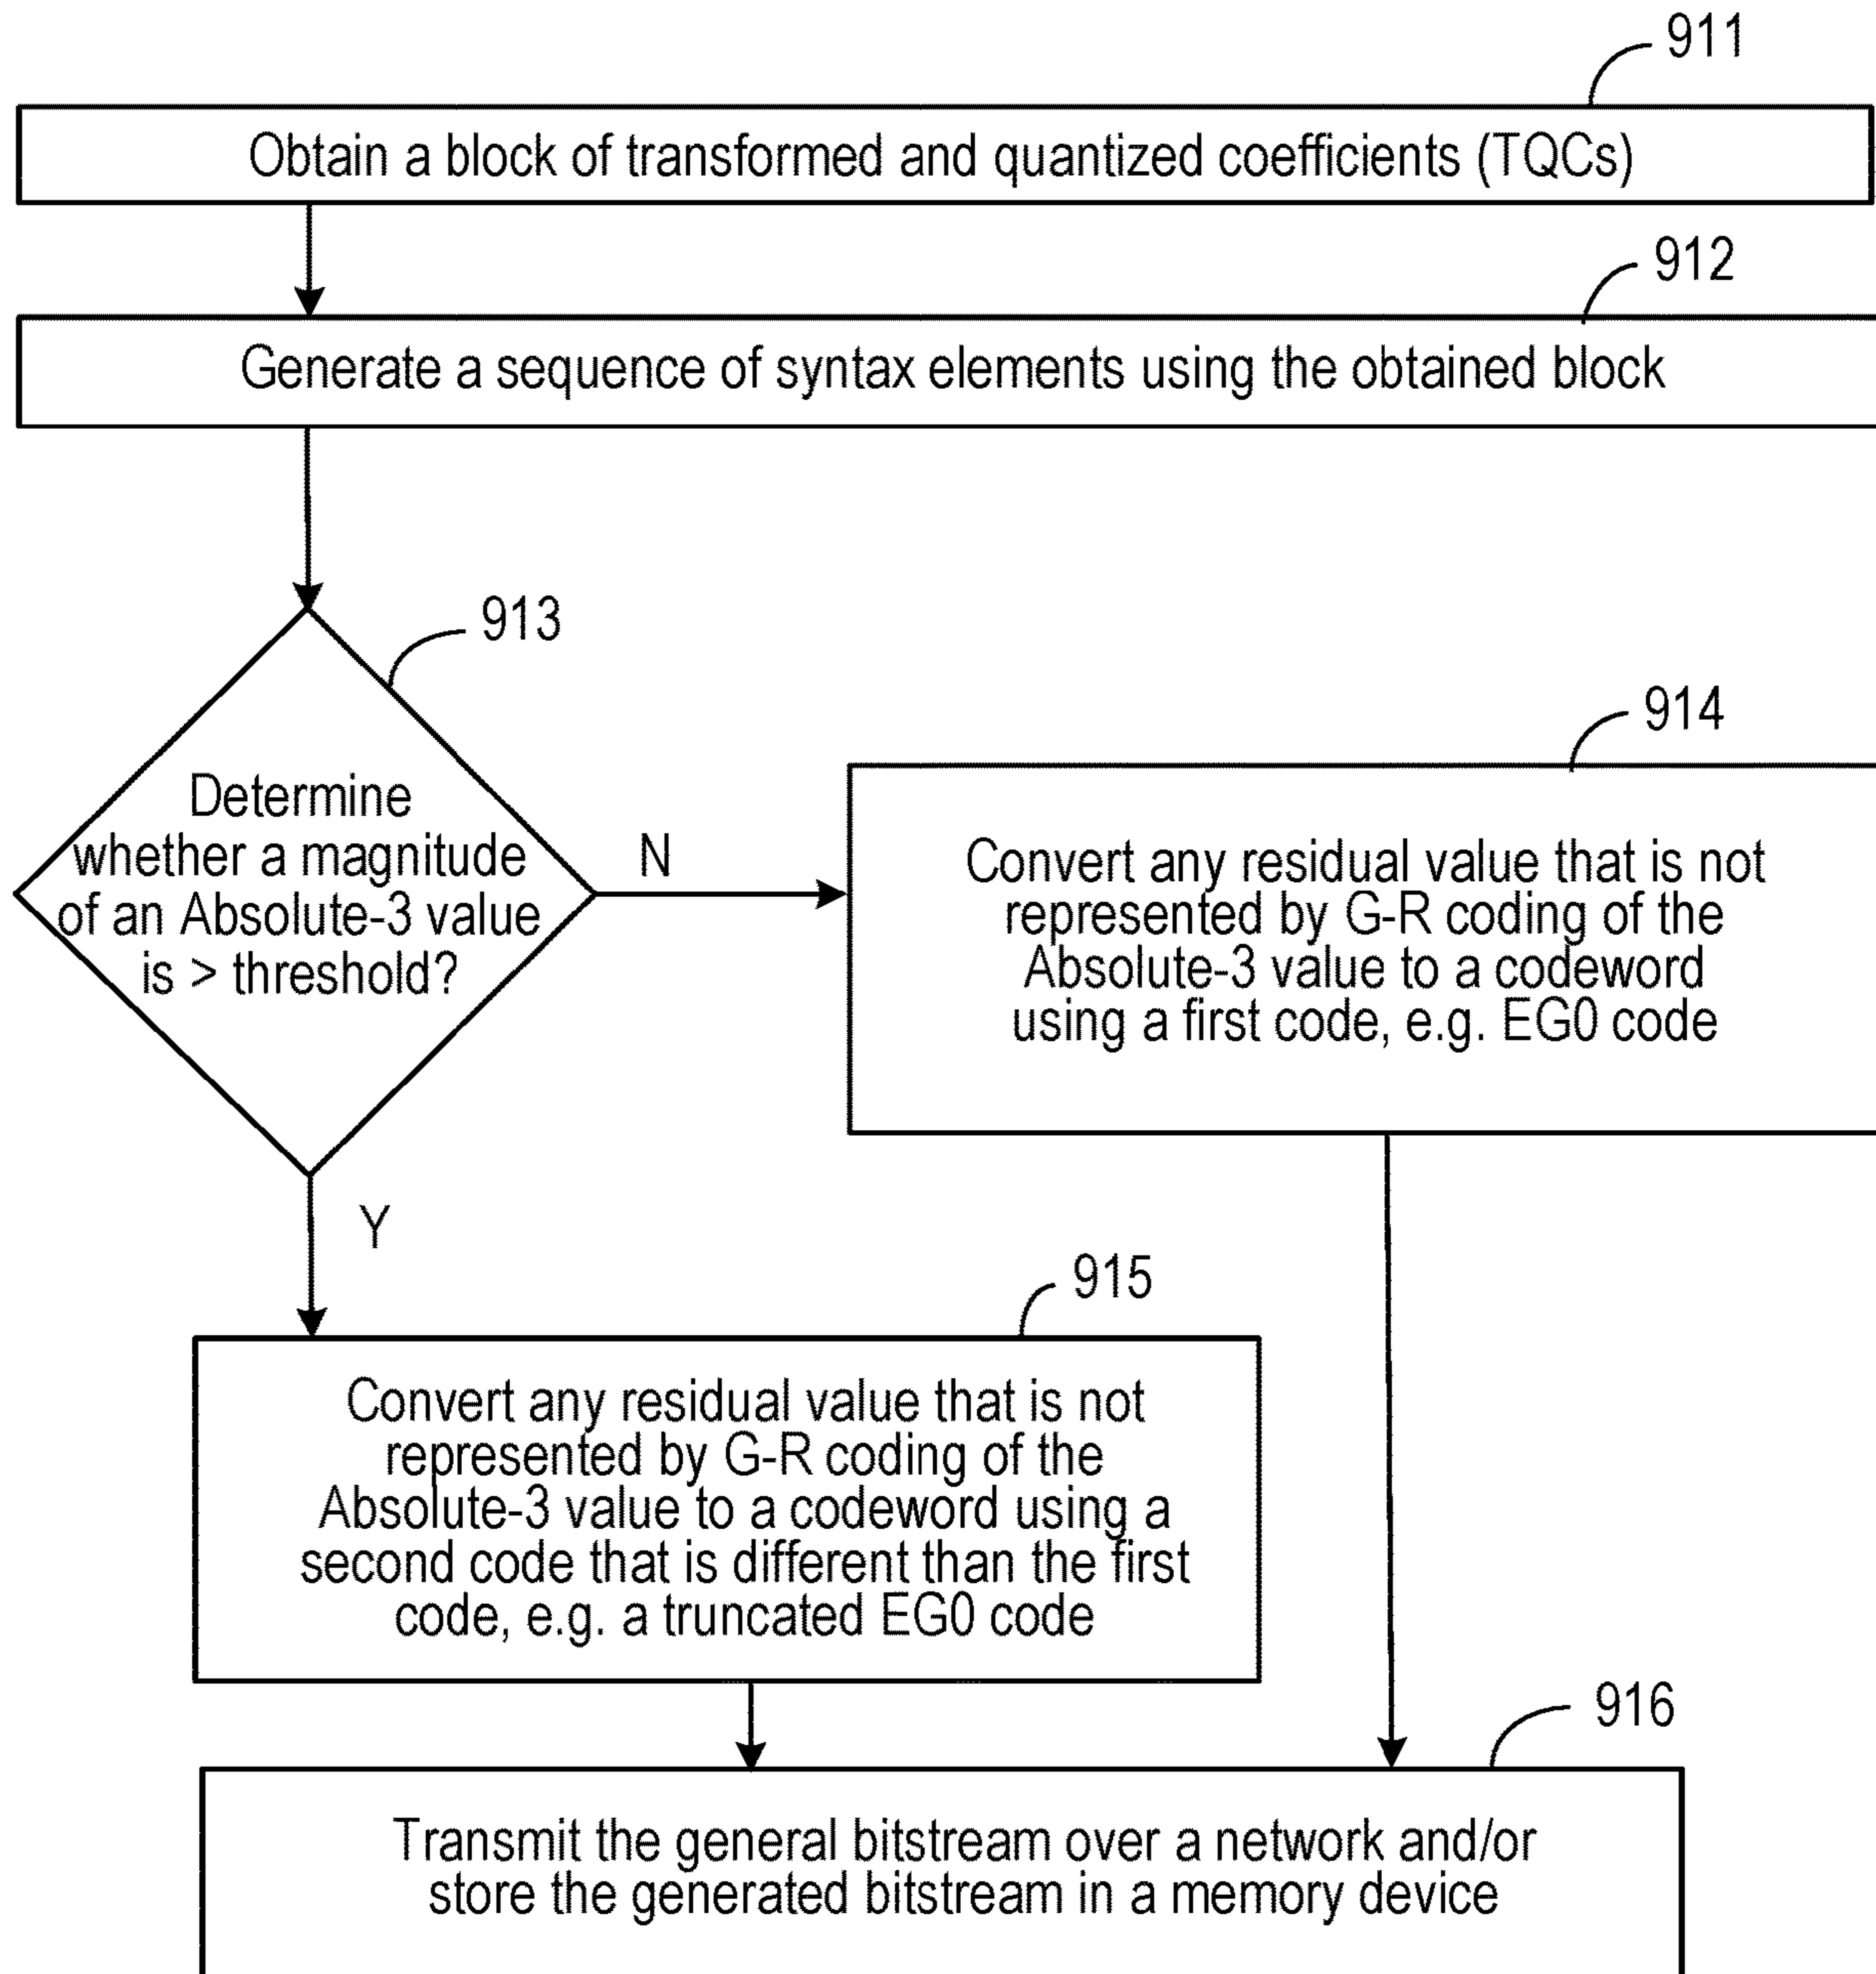 911
Obtain a block of transformed and quantized coefficients (TQCs)
912
Generate a sequence of syntax elements using the obtained block
913
Determine
whether a magnitude
of an Absolute-3 value
is > threshold?
N
914
Convert any residual value that is not
represented by G-R coding of the
Absolute-3 value to a codeword
using a first code, e.g. EG0 code
Y
915
Convert any residual value that is not
represented by G-R coding of the
Absolute-3 value to a codeword using a
second code that is different than the first
code, e.g. a truncated EG0 code
916
Transmit the general bitstream over a network and/or
store the generated bitstream in a memory device